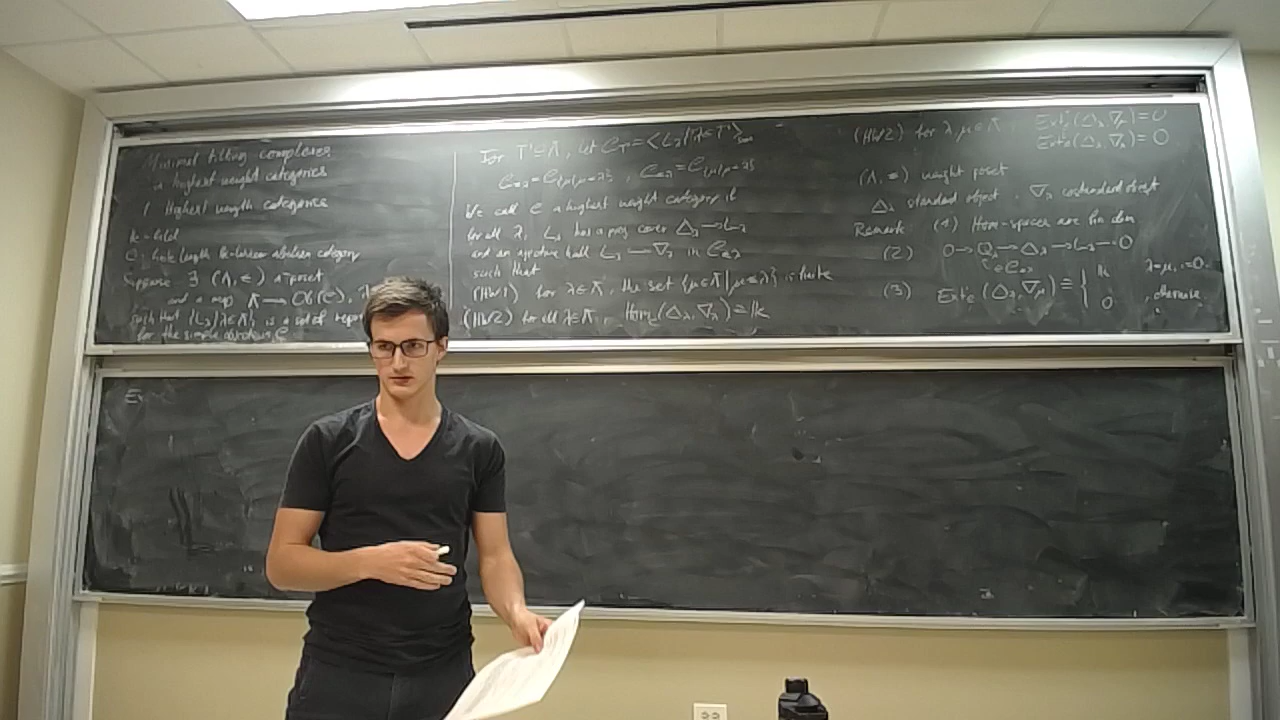 Minimal tilting complexes
in highest weight categories
1 Highest weight categories
k - field
C - finite length k-linear abelian category
Suppose ∃ (Λ, ≤) a poset
and a map Λ → Ob(C), λ
such that {L_λ | λ∈Λ} is a set of repr
for the simple objects in C
For Γ⊆Λ, let C_Γ = <L_λ | λ∈Γ>
C_≤λ = C_{μ|μ≤λ}, C_<λ = C_{μ|μ<λ}
We call C a highest weight category if
for all λ, L_λ has a proj cover Δ_λ → L_λ
and an injective hull L_λ → ∇_λ in C_≤λ
such that
(HW1) for λ∈Λ, the set {μ∈Λ | μ≤λ} is finite
(HW2) for all λ∈Λ, Hom_C(Δ_λ, ∇_λ) ≅ k
(HW2) for λ,μ∈Λ Ext¹_C(Δ_λ, ∇_μ) = 0
Ext²_C(Δ_λ, ∇_μ) = 0
(Λ, ≤) weight poset
Δ_λ standard object, ∇_λ costandard object
Remark: (1) Hom-spaces are fin dim
(2) 0 → Q_λ → Δ_λ → L_λ → 0
∈ C_<λ
(3) Ext^i_C(Δ_λ, ∇_μ) ≅ { k λ=μ, i=0
0 , otherwise
Ex